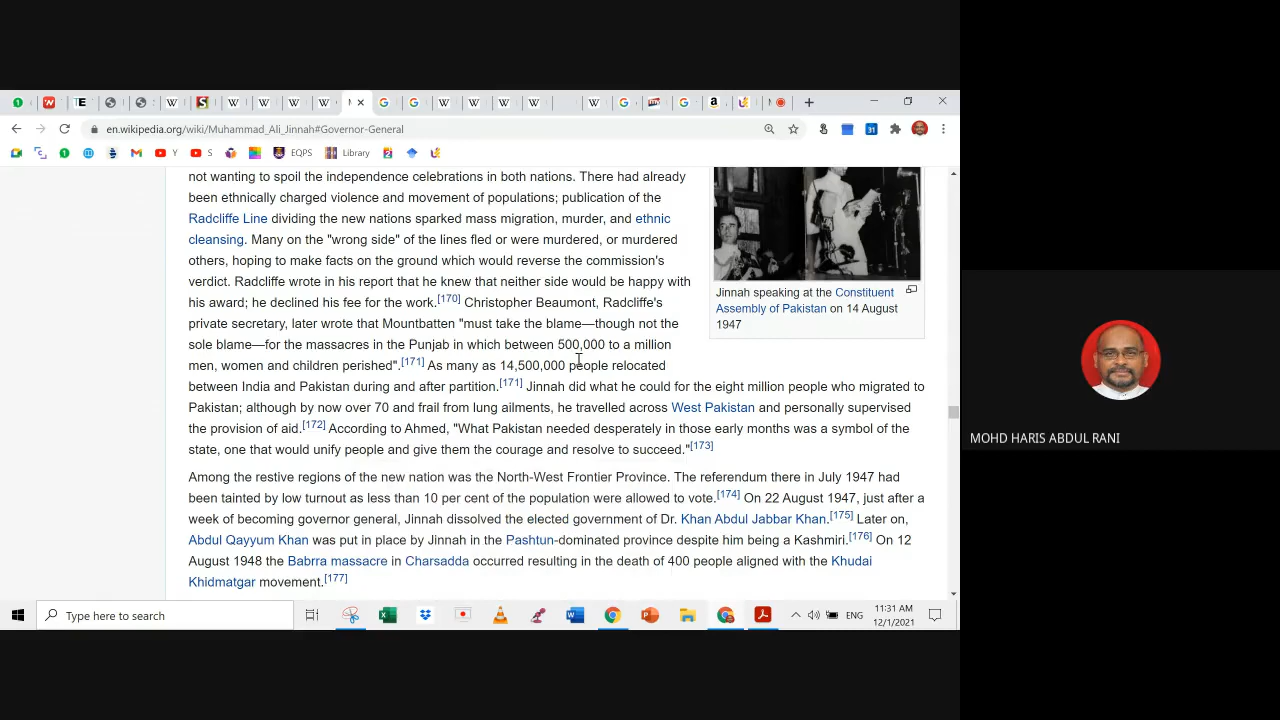 en.wikipedia.org/wiki/Muhammad_Ali_Jinnah#Governor-General
Y
S
EQPS
Library
not wanting to spoil the independence celebrations in both nations. There had already
been ethnically charged violence and movement of populations; publication of the
Radcliffe Line dividing the new nations sparked mass migration, murder, and ethnic
cleansing. Many on the "wrong side" of the lines fled or were murdered, or murdered
others, hoping to make facts on the ground which would reverse the commission's
verdict. Radcliffe wrote in his report that he knew that neither side would be happy with
his award; he declined his fee for the work.[170] Christopher Beaumont, Radcliffe's
private secretary, later wrote that Mountbatten "must take the blame—though not the
sole blame—for the massacres in the Punjab in which between 500,000 to a million
men, women and children perished".[171] As many as 14,500,000 people relocated
between India and Pakistan during and after partition.[171] Jinnah did what he could for the eight million people who migrated to
Pakistan; although by now over 70 and frail from lung ailments, he travelled across West Pakistan and personally supervised
the provision of aid.[172] According to Ahmed, "What Pakistan needed desperately in those early months was a symbol of the
state, one that would unify people and give them the courage and resolve to succeed."[173]
Jinnah speaking at the Constituent
Assembly of Pakistan on 14 August
1947
Among the restive regions of the new nation was the North-West Frontier Province. The referendum there in July 1947 had
been tainted by low turnout as less than 10 per cent of the population were allowed to vote.[174] On 22 August 1947, just after a
week of becoming governor general, Jinnah dissolved the elected government of Dr. Khan Abdul Jabbar Khan.[175] Later on,
Abdul Qayyum Khan was put in place by Jinnah in the Pashtun-dominated province despite him being a Kashmiri.[176] On 12
August 1948 the Babrra massacre in Charsadda occurred resulting in the death of 400 people aligned with the Khudai
Khidmatgar movement.[177]
MOHD HARIS ABDUL RANI
Type here to search
ENG
11:31 AM
12/1/2021